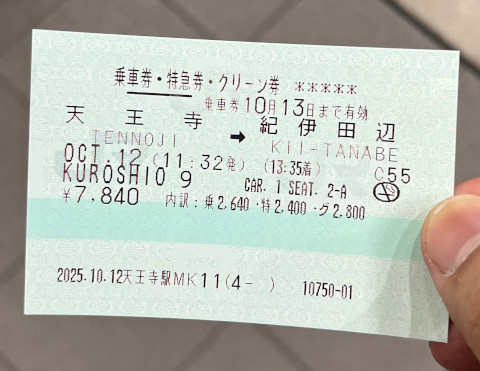 乗車券・特急券・グリーン券 ＊＊＊＊＊
乗車券10月13日まで有効
天王寺 ➡ 紀伊田辺
TENNOJI KII-TANABE
OCT.12 (11:32発) (13:35着) C55
KUROSHIO 9 CAR. 1 SEAT. 2-A
¥7,840 内訳:乗2,640・特2,400・グ2,800
2025.10.12天王寺駅MK11(4- ) 10750-01